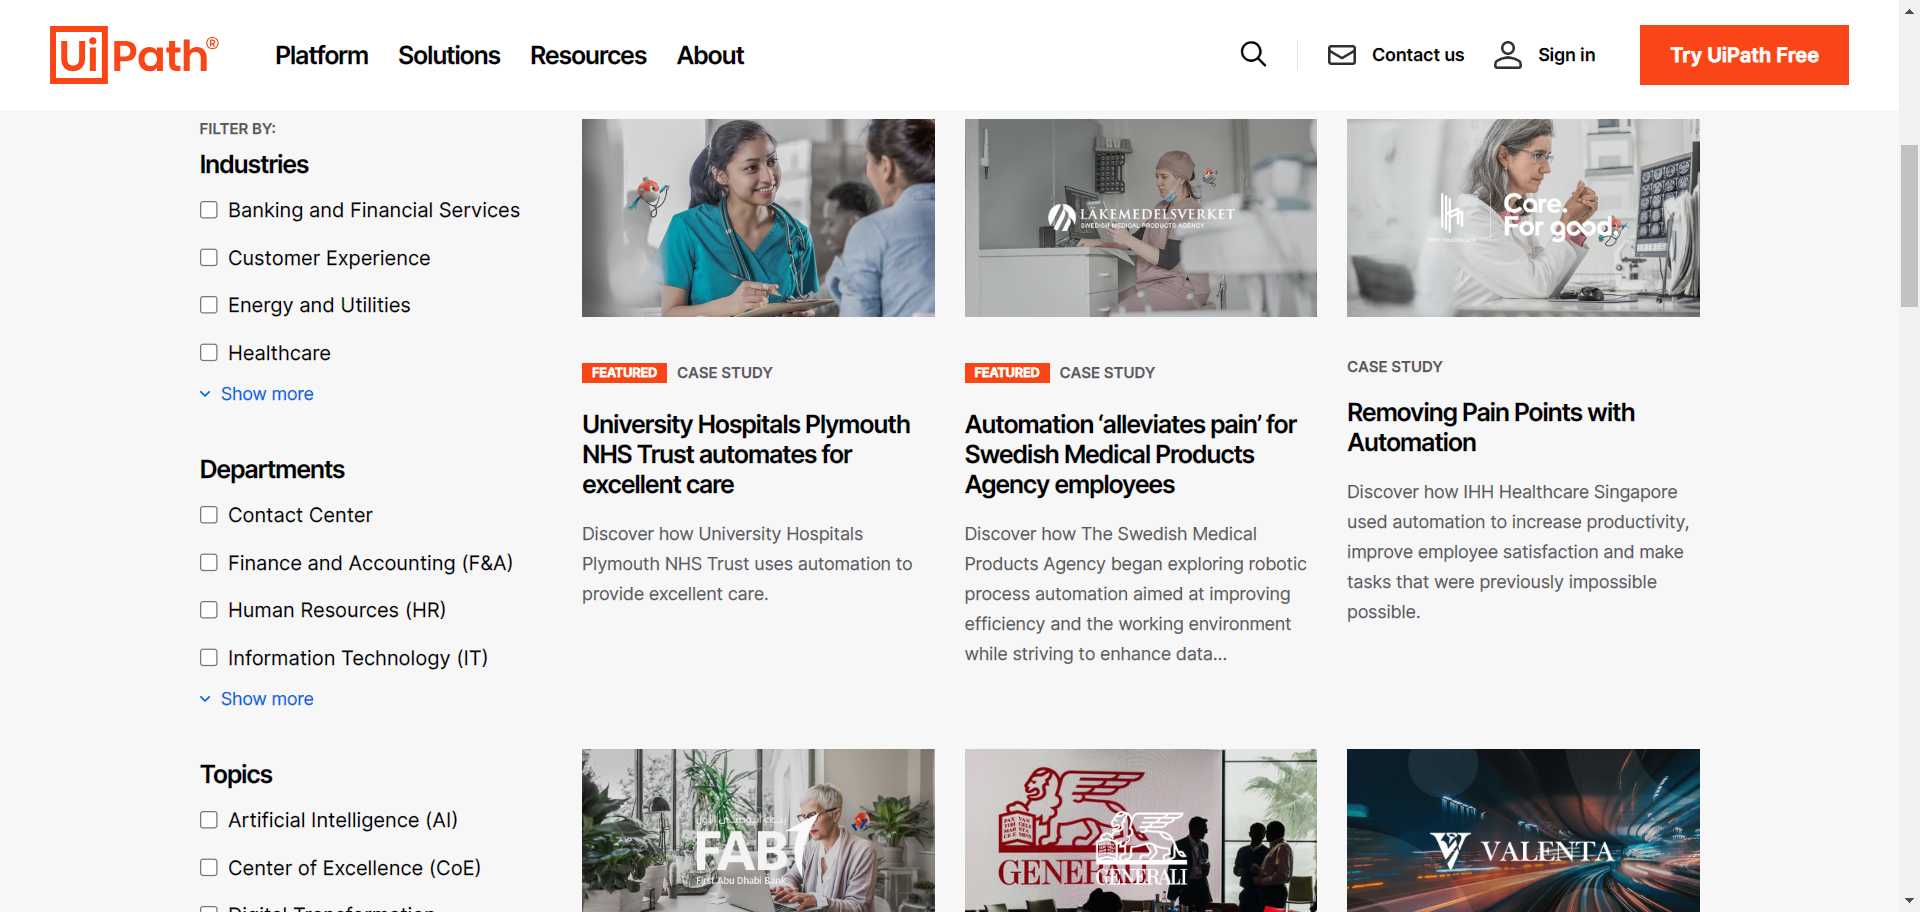 UiPath®
Platform
Solutions
Resources
About
Contact us
Sign in
Try UiPath Free
FILTER BY:
Industries
Banking and Financial Services
Customer Experience
Energy and Utilities
Healthcare
Show more
Departments
Contact Center
Finance and Accounting (F&A)
Human Resources (HR)
Information Technology (IT)
Show more
Topics
Artificial Intelligence (AI)
Center of Excellence (CoE)
Digital Transformation
FEATURED CASE STUDY
University Hospitals Plymouth
NHS Trust automates for
excellent care
Discover how University Hospitals
Plymouth NHS Trust uses automation to
provide excellent care.
LÄKEMEDELSVERKET
SWEDISH MEDICAL PRODUCTS AGENCY
FEATURED CASE STUDY
Automation ‘alleviates pain’ for
Swedish Medical Products
Agency employees
Discover how The Swedish Medical
Products Agency began exploring robotic
process automation aimed at improving
efficiency and the working environment
while striving to enhance data...
Care.
For good.
CASE STUDY
Removing Pain Points with
Automation
Discover how IHH Healthcare Singapore
used automation to increase productivity,
improve employee satisfaction and make
tasks that were previously impossible
possible.
FAB
First Abu Dhabi Bank
GENERALI
GENERALI
VALENTA